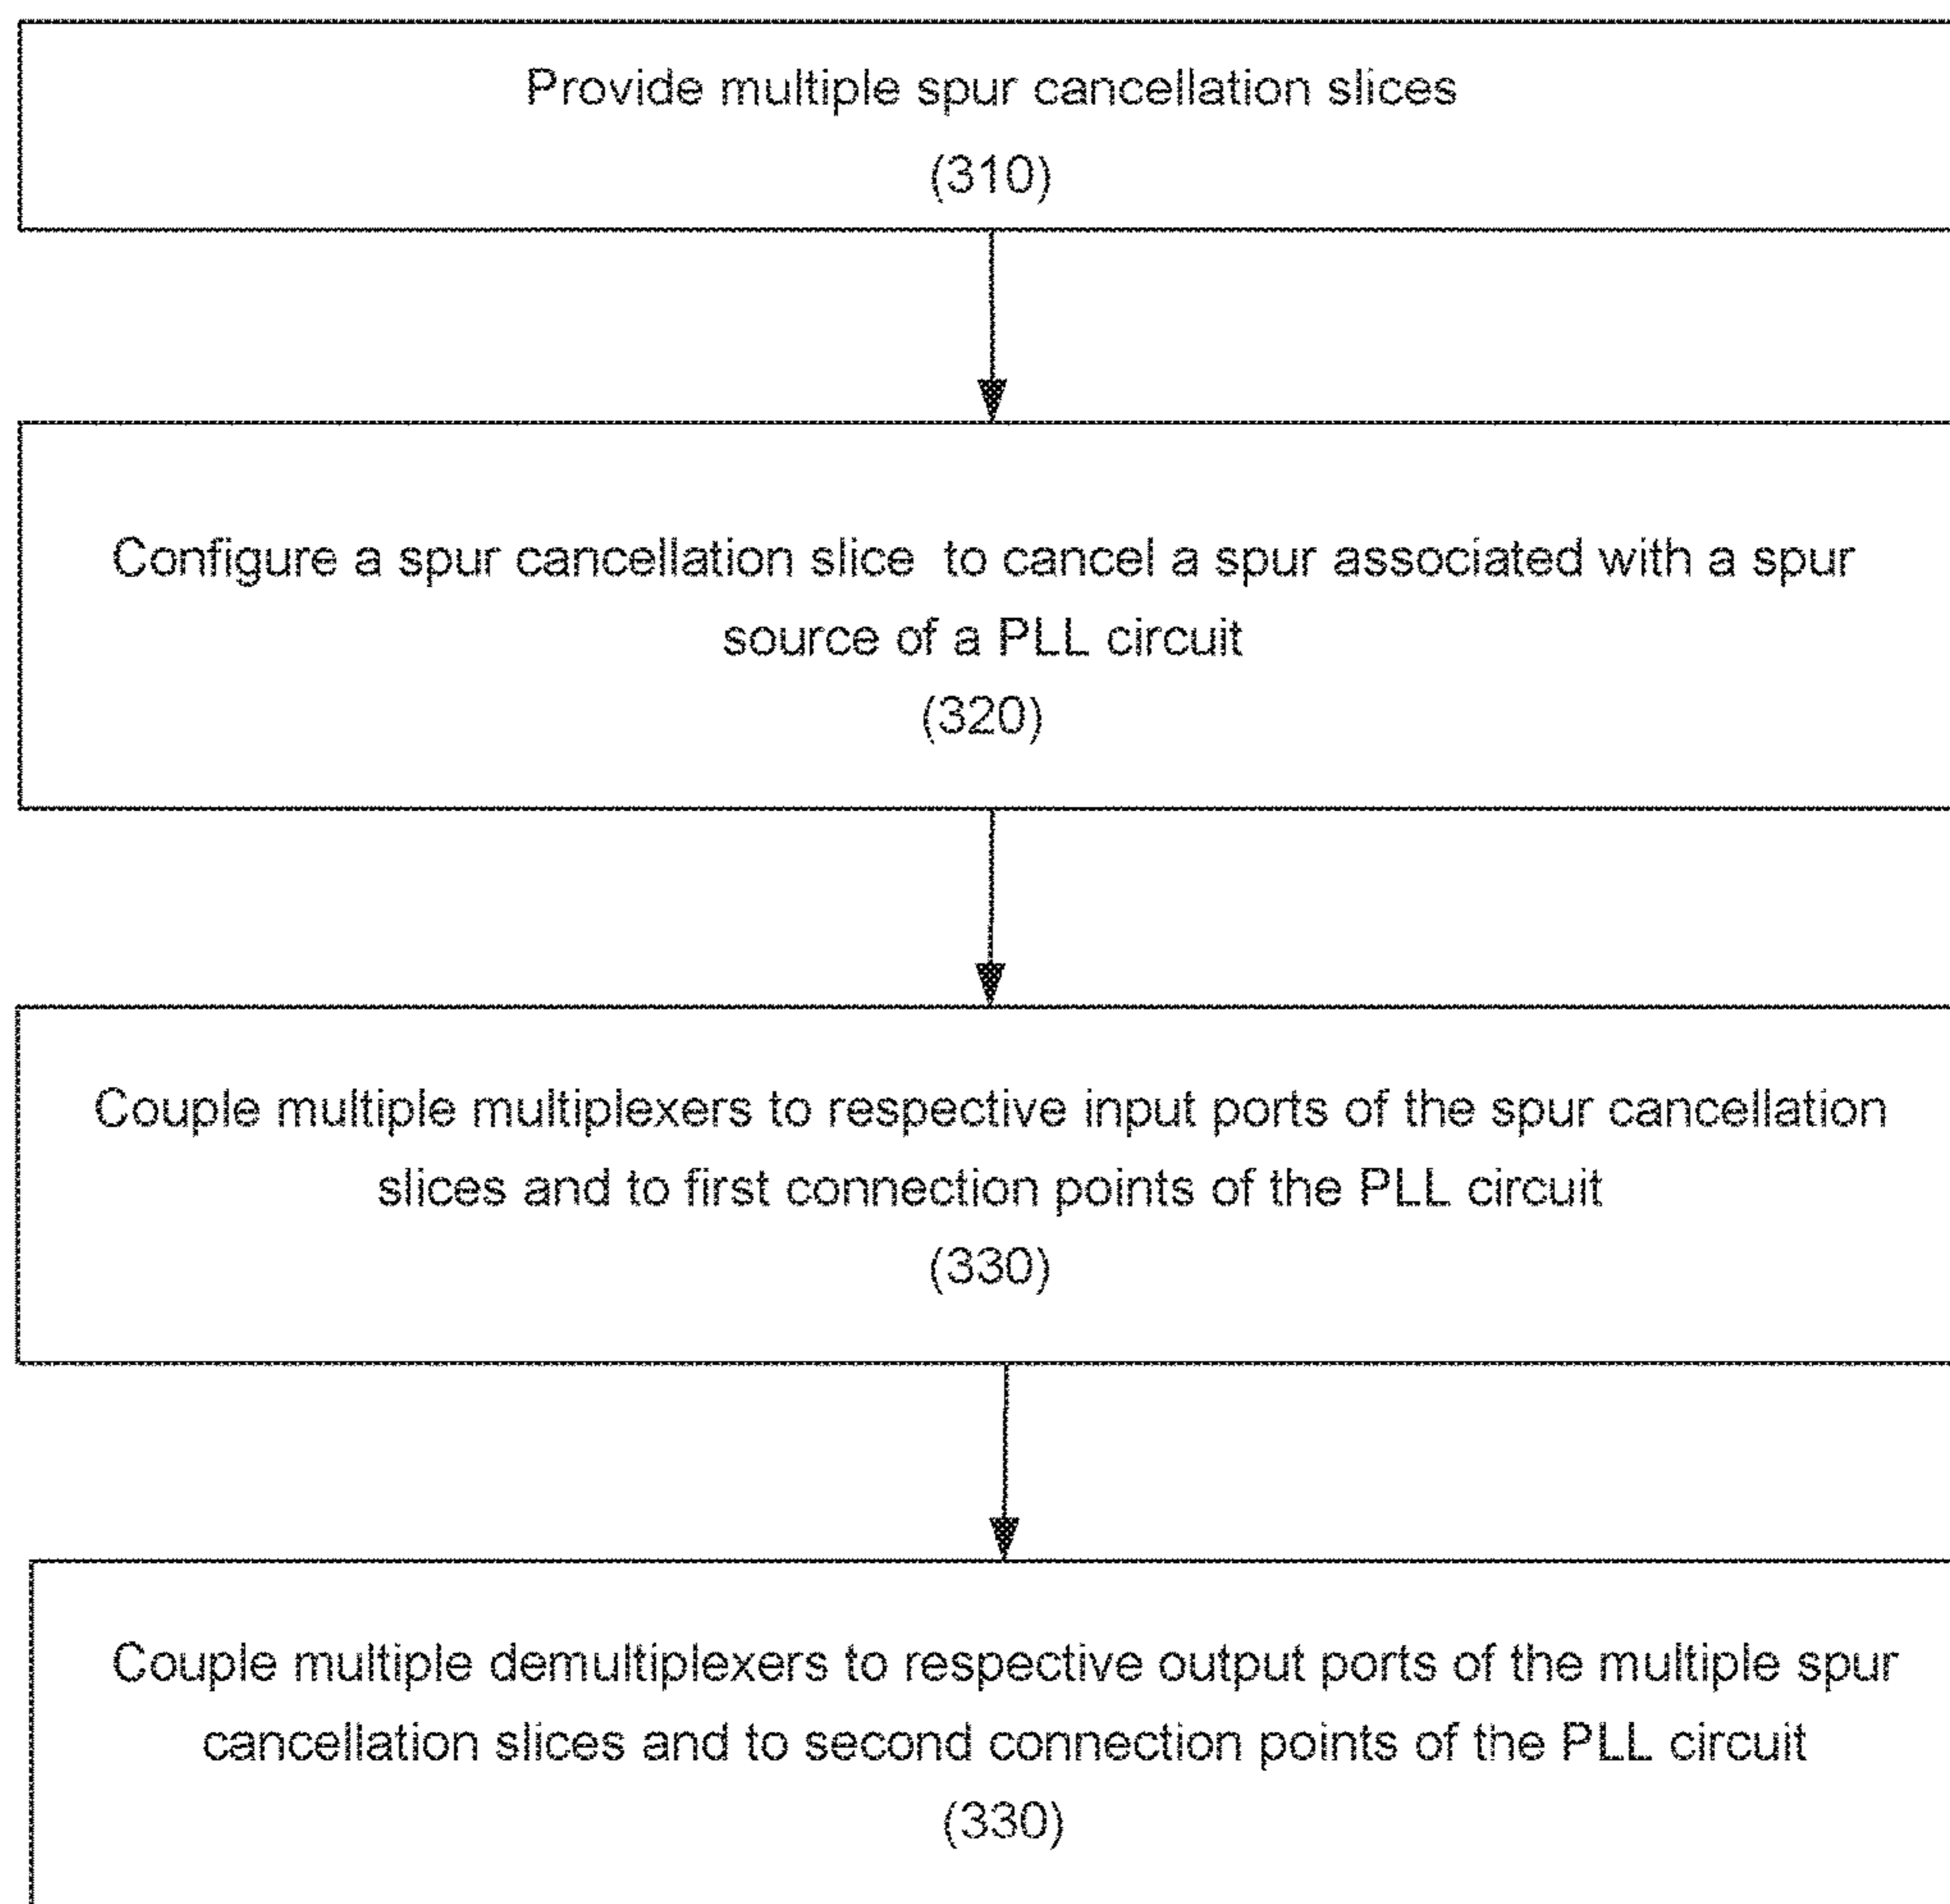 Provide multiple spur cancellation slices
(310)
Configure a spur cancellation slice to cancel a spur associated with a spur
source of a PLL circuit
(320)
Couple multiple multiplexers to respective input ports of the spur cancellation
slices and to first connection points of the PLL circuit
(330)
Couple multiple demultiplexers to respective output ports of the multiple spur
cancellation slices and to second connection points of the PLL circuit
(330)